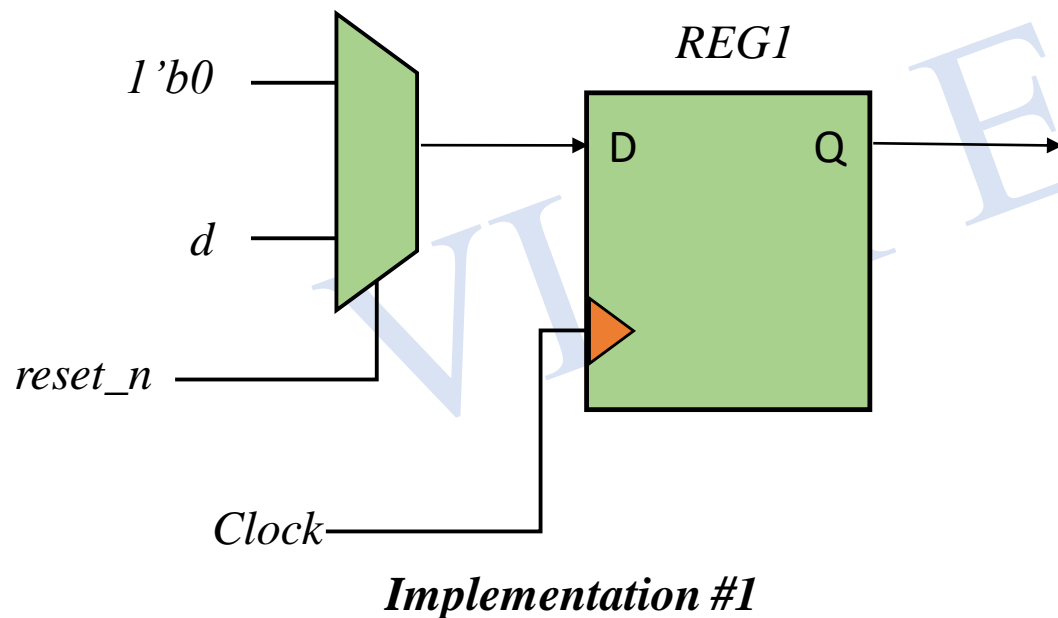 REG1
1’b0
D
Q
d
reset_n
Clock
Implementation #1